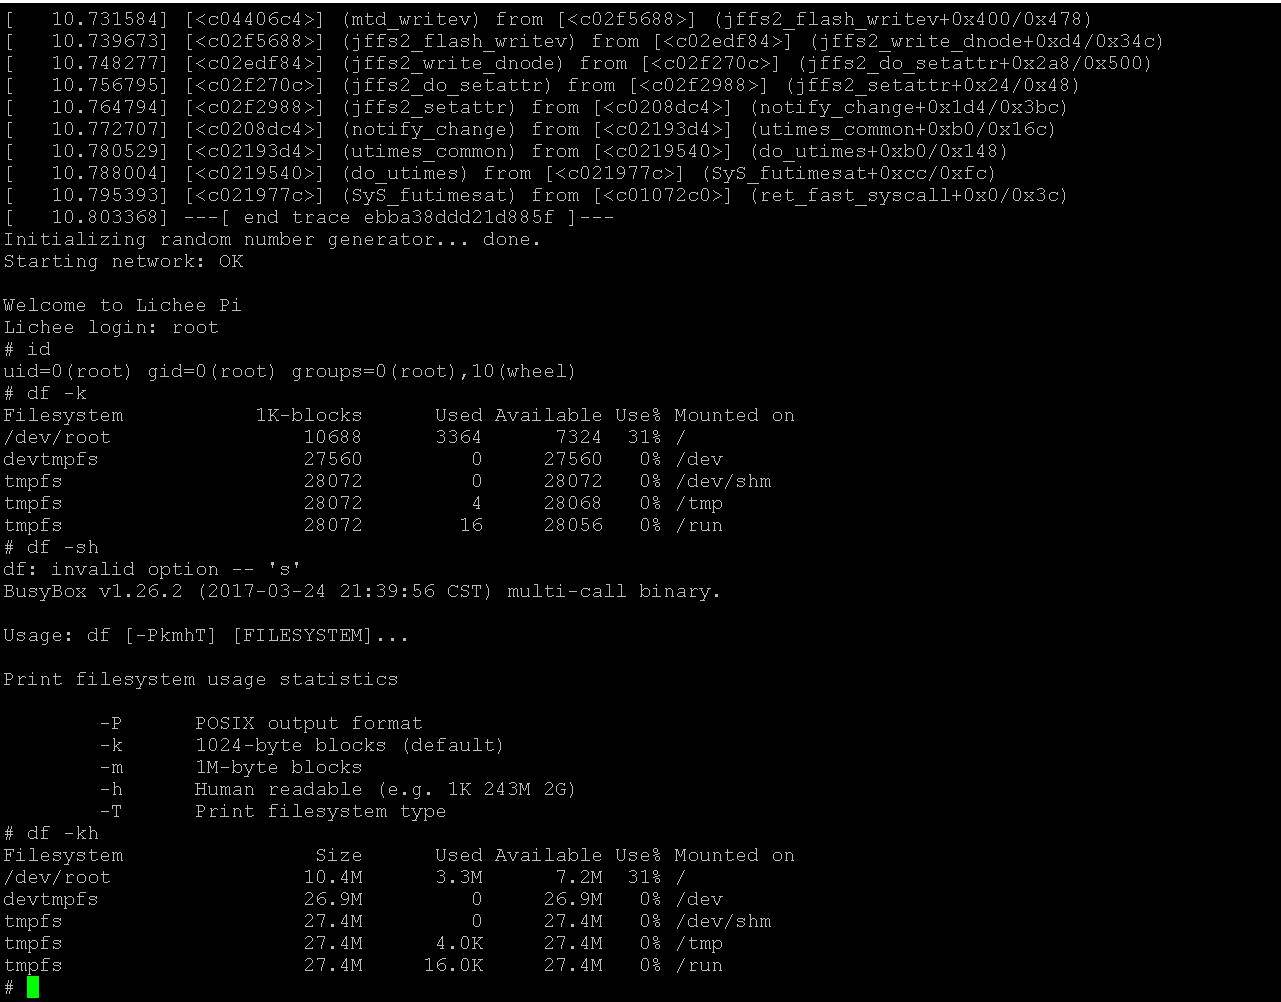 [   10.731584] [<c04406c4>] (mtd_writev) from [<c02f5688>] (jffs2_flash_writev+0x400/0x478)
[   10.739673] [<c02f5688>] (jffs2_flash_writev) from [<c02edf84>] (jffs2_write_dnode+0xd4/0x34c)
[   10.748277] [<c02edf84>] (jffs2_write_dnode) from [<c02f270c>] (jffs2_do_setattr+0x2a8/0x500)
[   10.756795] [<c02f270c>] (jffs2_do_setattr) from [<c02f2988>] (jffs2_setattr+0x24/0x48)
[   10.764794] [<c02f2988>] (jffs2_setattr) from [<c0208dc4>] (notify_change+0x1d4/0x3bc)
[   10.772707] [<c0208dc4>] (notify_change) from [<c02193d4>] (utimes_common+0xb0/0x16c)
[   10.780529] [<c02193d4>] (utimes_common) from [<c0219540>] (do_utimes+0xb0/0x148)
[   10.788004] [<c0219540>] (do_utimes) from [<c021977c>] (SyS_futimesat+0xcc/0xfc)
[   10.795393] [<c021977c>] (SyS_futimesat) from [<c01072c0>] (ret_fast_syscall+0x0/0x3c)
[   10.803368] ---[ end trace ebba38ddd21d885f ]---
Initializing random number generator... done.
Starting network: OK
Welcome to Lichee Pi
Lichee login: root
# id
uid=0(root) gid=0(root) groups=0(root),10(wheel)
# df -k
Filesystem           1K-blocks      Used Available Use% Mounted on
/dev/root                10688      3364      7324  31% /
devtmpfs                 27560         0     27560   0% /dev
tmpfs                    28072         0     28072   0% /dev/shm
tmpfs                    28072         4     28068   0% /tmp
tmpfs                    28072        16     28056   0% /run
# df -sh
df: invalid option -- 's'
BusyBox v1.26.2 (2017-03-24 21:39:56 CST) multi-call binary.
Usage: df [-PkmhT] [FILESYSTEM]...
Print filesystem usage statistics
        -P      POSIX output format
        -k      1024-byte blocks (default)
        -m      1M-byte blocks
        -h      Human readable (e.g. 1K 243M 2G)
        -T      Print filesystem type
# df -kh
Filesystem                Size      Used Available Use% Mounted on
/dev/root                10.4M      3.3M      7.2M  31% /
devtmpfs                 26.9M         0     26.9M   0% /dev
tmpfs                    27.4M         0     27.4M   0% /dev/shm
tmpfs                    27.4M      4.0K     27.4M   0% /tmp
tmpfs                    27.4M     16.0K     27.4M   0% /run
#